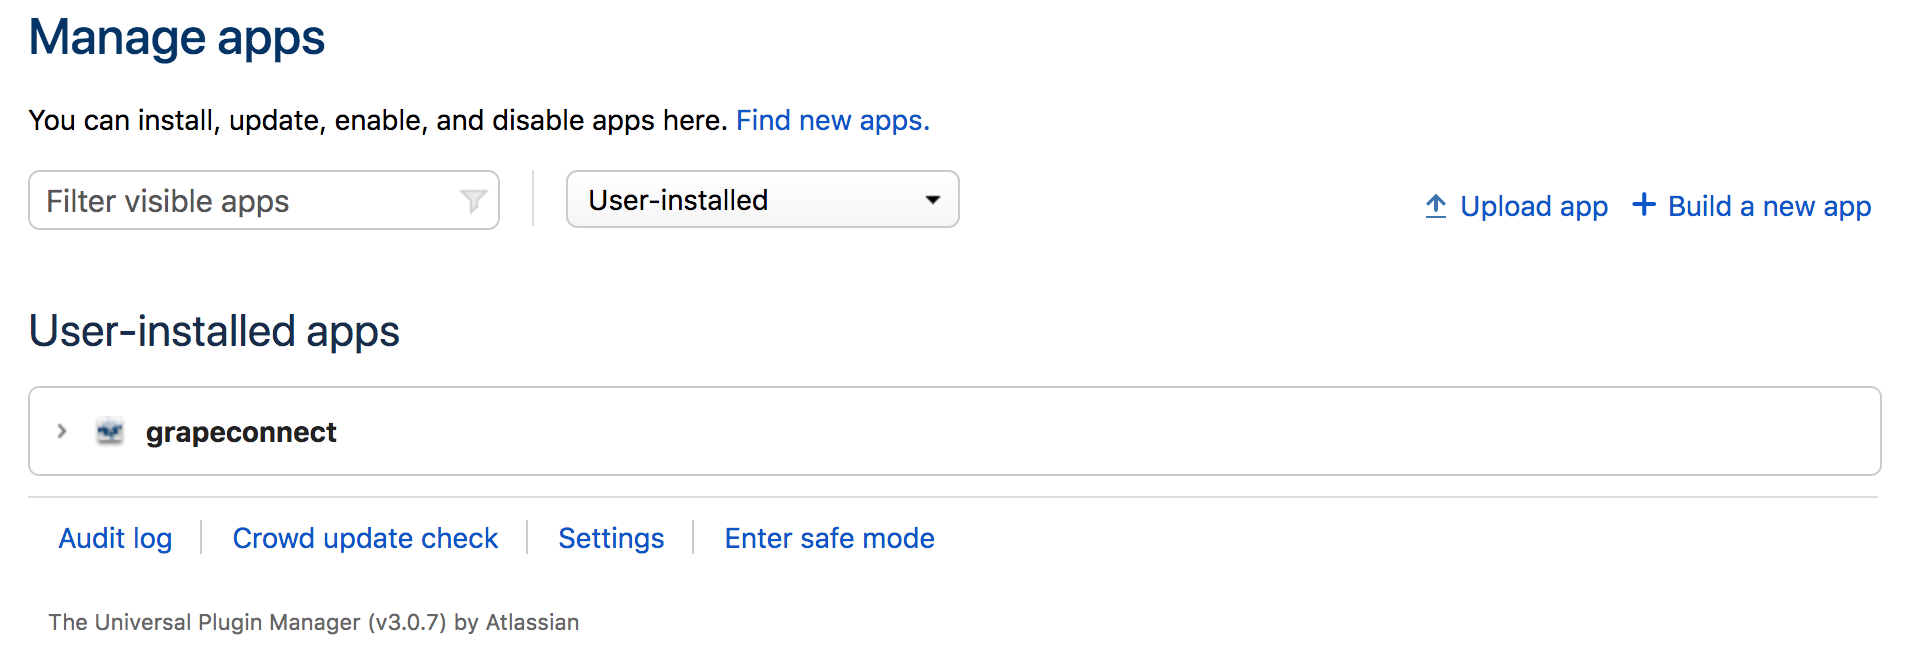 Manage apps
You can install, update, enable, and disable apps here. Find new apps.
Filter visible apps User-installed Upload app Build a new app
User-installed apps
grapeconnect
Audit log Crowd update check Settings Enter safe mode
The Universal Plugin Manager (v3.0.7) by Atlassian